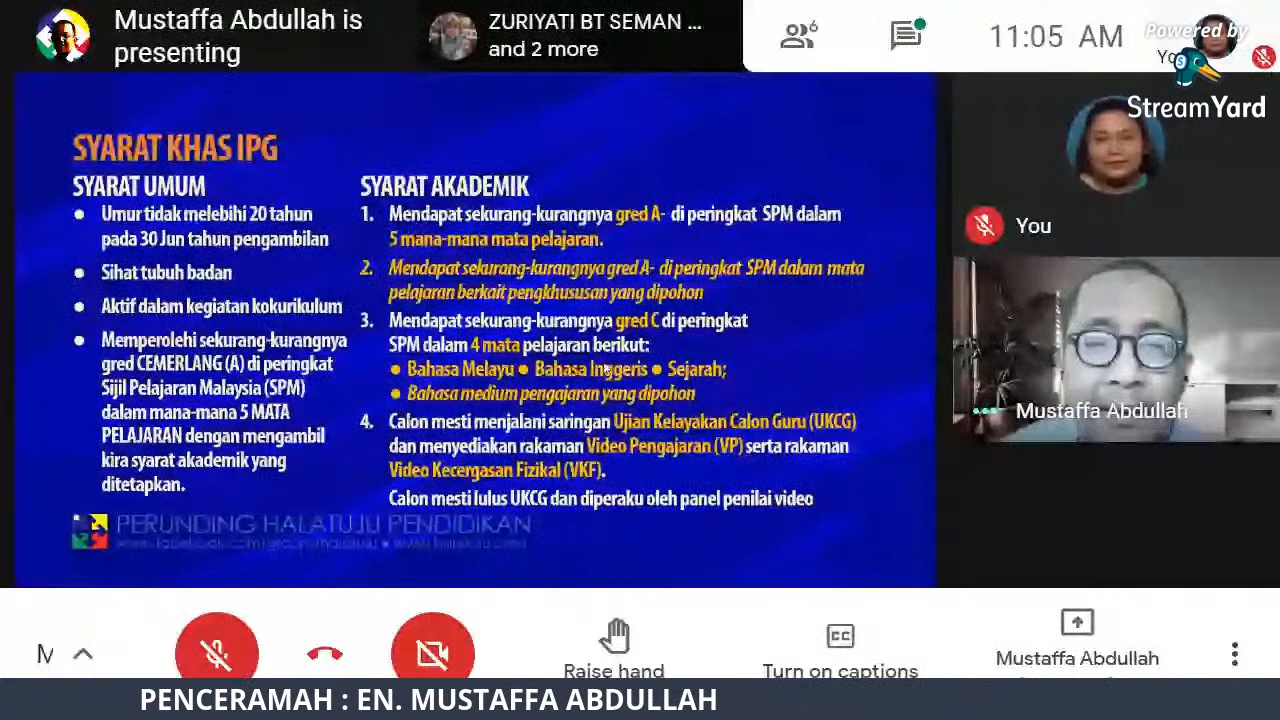 Mustaffa Abdullah is
presenting
ZURIYATI BT SEMAN ...
and 2 more
6
11:05 AM
Powered by
StreamYard
SYARAT KHAS IPG
SYARAT UMUM
● Umur tidak melebihi 20 tahun
pada 30 Jun tahun pengambilan
● Sihat tubuh badan
● Aktif dalam kegiatan kokurikulum
● Memperolehi sekurang-kurangnya
gred CEMERLANG (A) di peringkat
Sijil Pelajaran Malaysia (SPM)
dalam mana-mana 5 MATA
PELAJARAN dengan mengambil
kira syarat akademik yang
ditetapkan.
SYARAT AKADEMIK
1. Mendapat sekurang-kurangnya gred A- di peringkat SPM dalam
5 mana-mana mata pelajaran.
2. Mendapat sekurang-kurangnya gred A- di peringkat SPM dalam mata
pelajaran berkait pengkhususan yang dipohon
3. Mendapat sekurang-kurangnya gred C di peringkat
SPM dalam 4 mata pelajaran berikut:
● Bahasa Melayu ● Bahasa Inggeris ● Sejarah;
● Bahasa medium pengajaran yang dipohon
4. Calon mesti menjalani saringan Ujian Kelayakan Calon Guru (UKCG)
dan menyediakan rakaman Video Pengajaran (VP) serta rakaman
Video Kecergasan Fizikal (VKF).
Calon mesti lulus UKCG dan diperaku oleh panel penilai video
PERUNDING HALATUJU PENDIDIKAN
You
Mustaffa Abdullah
M
Raise hand
Turn on captions
Mustaffa Abdullah
PENCERAMAH : EN. MUSTAFFA ABDULLAH